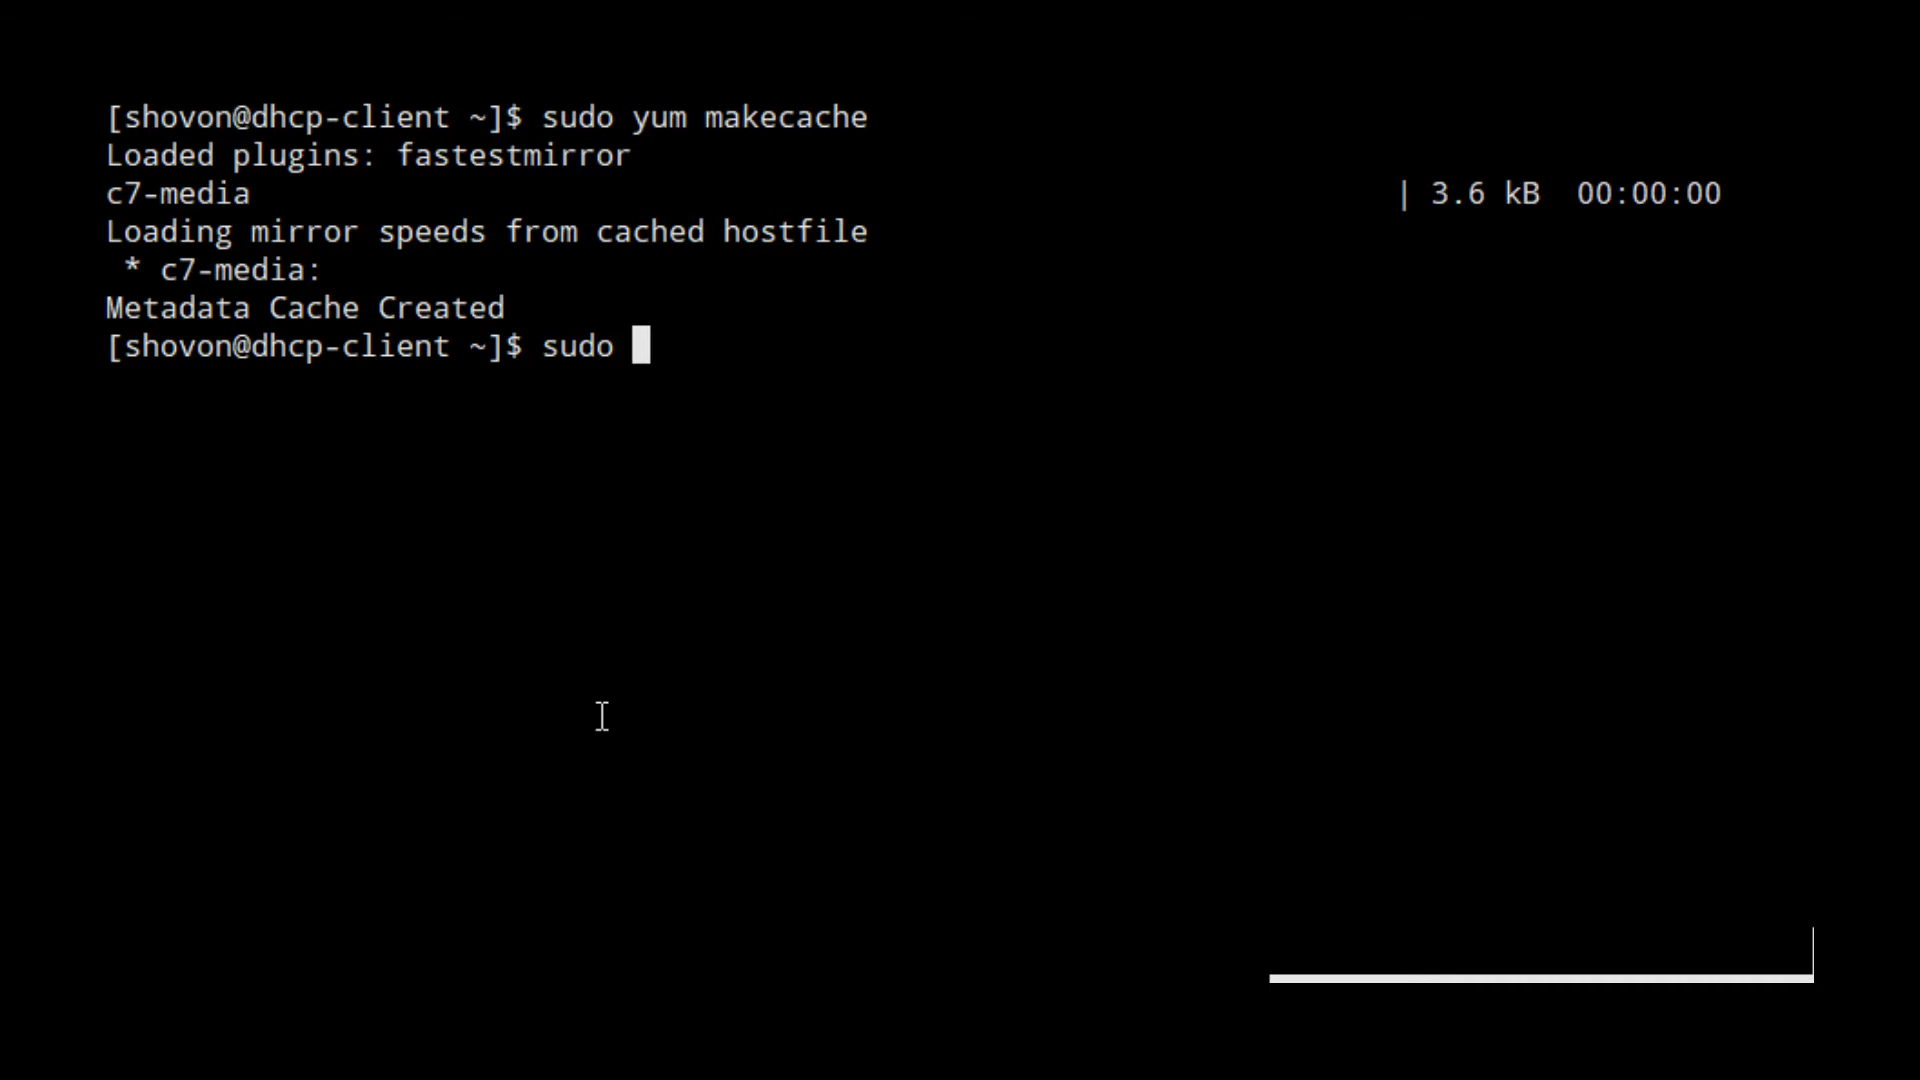 [shovon@dhcp-client ~]$ sudo yum makecache
Loaded plugins: fastestmirror
c7-media | 3.6 kB 00:00:00
Loading mirror speeds from cached hostfile
 * c7-media:
Metadata Cache Created
[shovon@dhcp-client ~]$ sudo